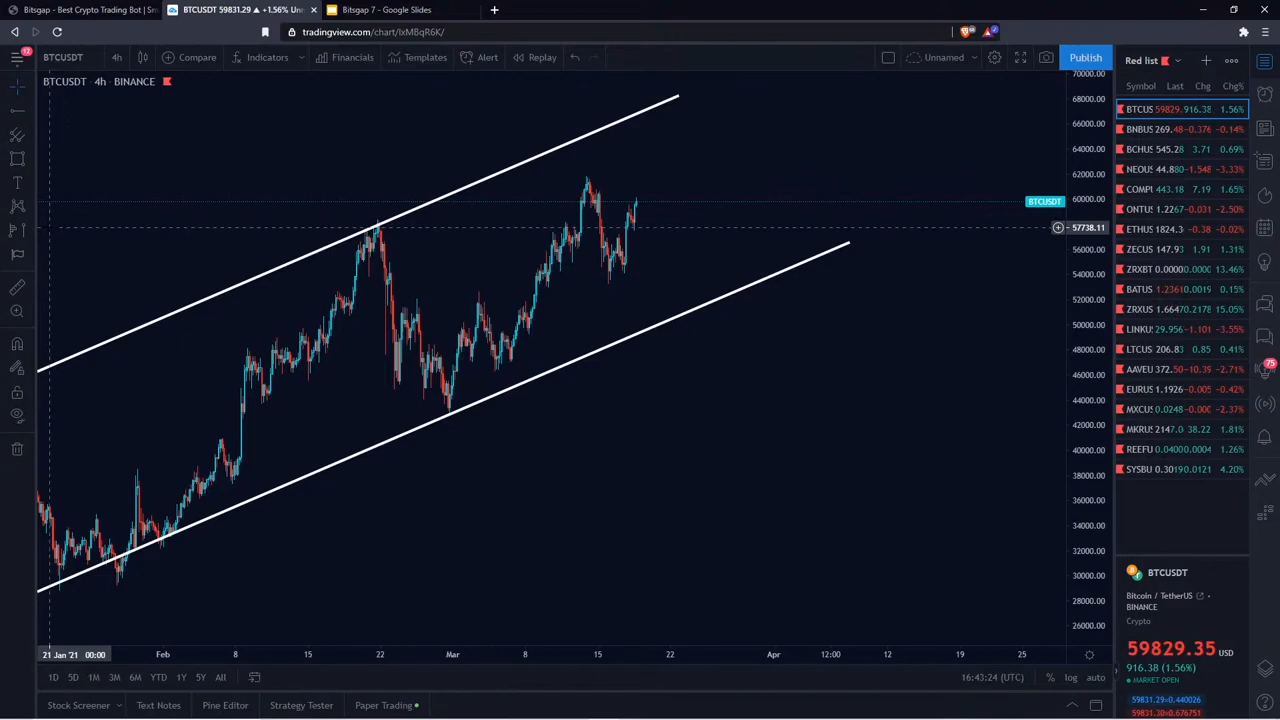 Bitsgap - Best Crypto Trading Bot | Sm
BTCUSDT 59831.29 ▲ +1.56% Unn
Bitsgap 7 - Google Slides
tradingview.com/chart/lxMBqR6K/
12
BTCUSDT
4h
Compare
Indicators
Financials
Templates
Alert
Replay
Unnamed
Publish
Red list
BTCUSDT 4h BINANCE
Symbol Last Chg Chg%
BTCUS 59829. 916.38 1.56%
BNBUS 269.48 -0.376 -0.14%
BCHUS 545.28 3.71 0.69%
NEOUS 44.880 -1.548 -3.33%
COMPU 443.18 7.19 1.65%
ONTUS 1.2267 -0.031 -2.50%
ETHUS 1824.3 -0.38 -0.02%
ZECUS 147.93 1.91 1.31%
ZRXBT 0.0000 0.000 13.46%
BATUS 1.2361 0.0019 0.15%
ZRXUS 1.6647 0.2178 15.05%
LINKU 29.956 -1.101 -3.55%
LTCUS 206.83 0.85 0.41%
AAVEU 372.50 -10.39 -2.71%
EURUS 1.1926 -0.005 -0.42%
MXCUS 0.0248 -0.000 -2.37%
MKRUS 2147.0 38.22 1.81%
REEFU 0.0400 0.0004 1.26%
SYSBU 0.3019 0.0121 4.20%
75
70000.00
68000.00
66000.00
64000.00
62000.00
60000.00
BTCUSDT
57738.11
56000.00
54000.00
52000.00
50000.00
48000.00
46000.00
44000.00
42000.00
40000.00
38000.00
36000.00
34000.00
32000.00
30000.00
28000.00
26000.00
21 Jan '21 00:00
Feb
8
15
22
Mar
8
15
22
Apr
12:00
12
19
25
BTCUSDT
Bitcoin / TetherUS
BINANCE
Crypto
59829.35 USD
916.38 (1.56%)
MARKET OPEN
59831.29×0.440026
59831.30×0.676751
1D 5D 1M 3M 6M YTD 1Y 5Y All
16:43:24 (UTC)
% log auto
Stock Screener
Text Notes
Pine Editor
Strategy Tester
Paper Trading